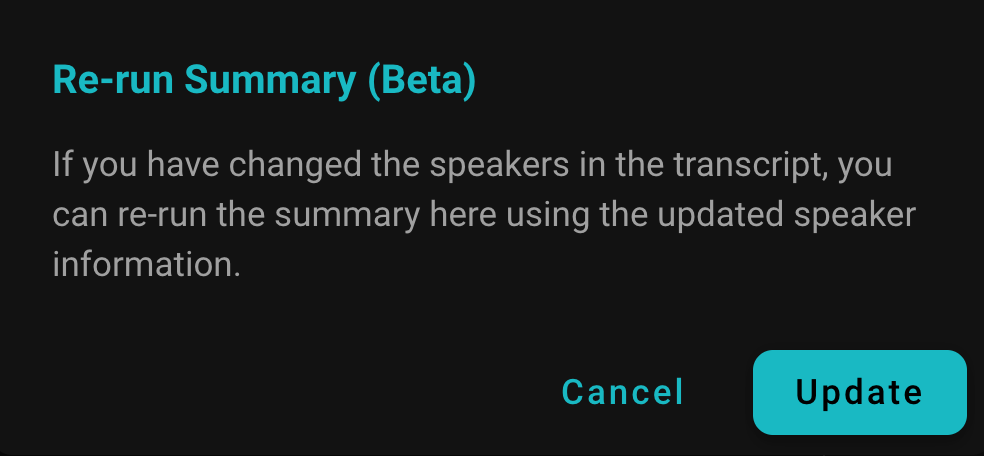 Re-run Summary (Beta)
If you have changed the speakers in the transcript, you
can re-run the summary here using the updated speaker
information.
Cancel
Update